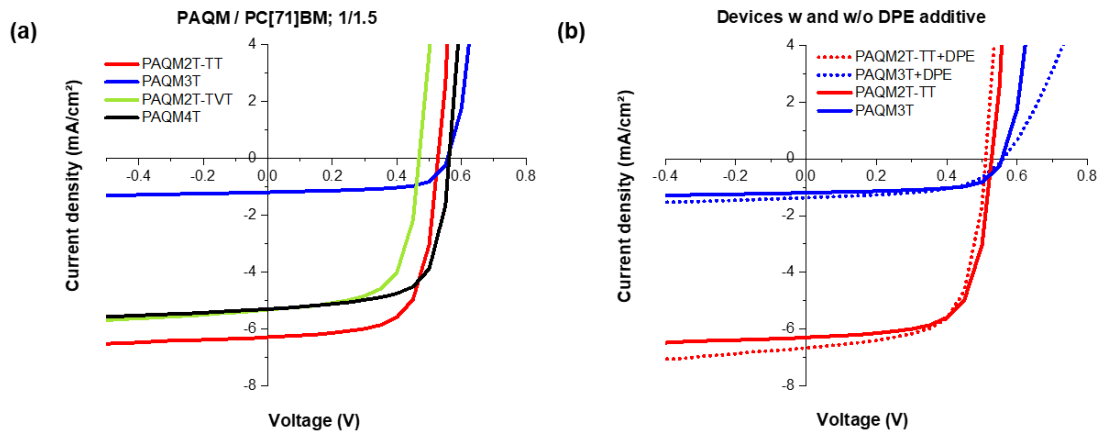 (a)
PAQM / PC[71]BM; 1/1.5
PAQM2T-TT
PAQM3T
PAQM2T-TVT
PAQM4T
4
2
0
-2
-4
-6
-8
-0.4
-0.2
0.0
0.2
0.4
0.6
0.8
Current density (mA/cm²)
Voltage (V)
(b)
Devices w and w/o DPE additive
PAQM2T-TT+DPE
PAQM3T+DPE
PAQM2T-TT
PAQM3T
4
2
0
-2
-4
-6
-8
-0.4
-0.2
0.0
0.2
0.4
0.6
0.8
Current density (mA/cm²)
Voltage (V)